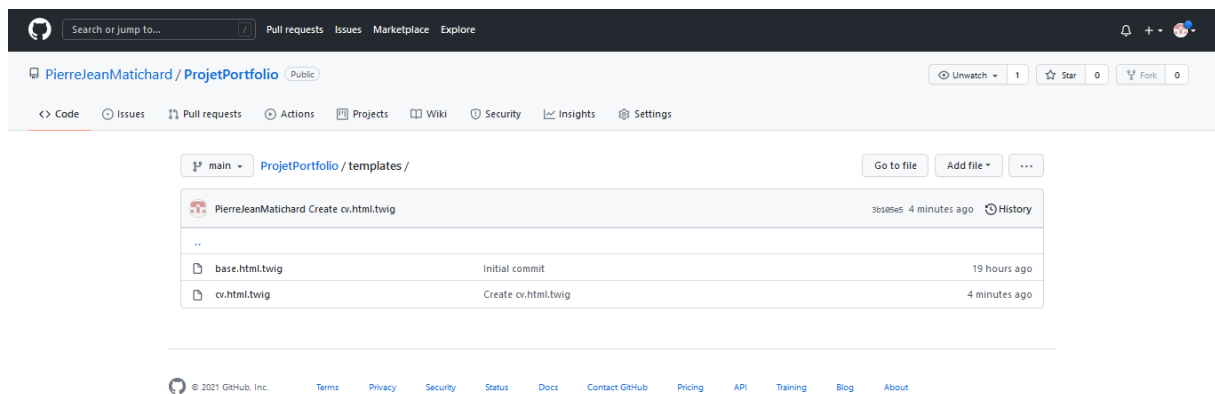 Search or jump to... / Pull requests Issues Marketplace Explore
PierreJeanMatichard / ProjetPortfolio Public Unwatch 1 Star 0 Fork 0
<> Code Issues Pull requests Actions Projects Wiki Security Insights Settings
main ProjetPortfolio / templates / Go to file Add file ...
PierreJeanMatichard Create cv.html.twig 3b105e5 4 minutes ago History
..
base.html.twig Initial commit 19 hours ago
cv.html.twig Create cv.html.twig 4 minutes ago
© 2021 GitHub, Inc. Terms Privacy Security Status Docs Contact GitHub Pricing API Training Blog About